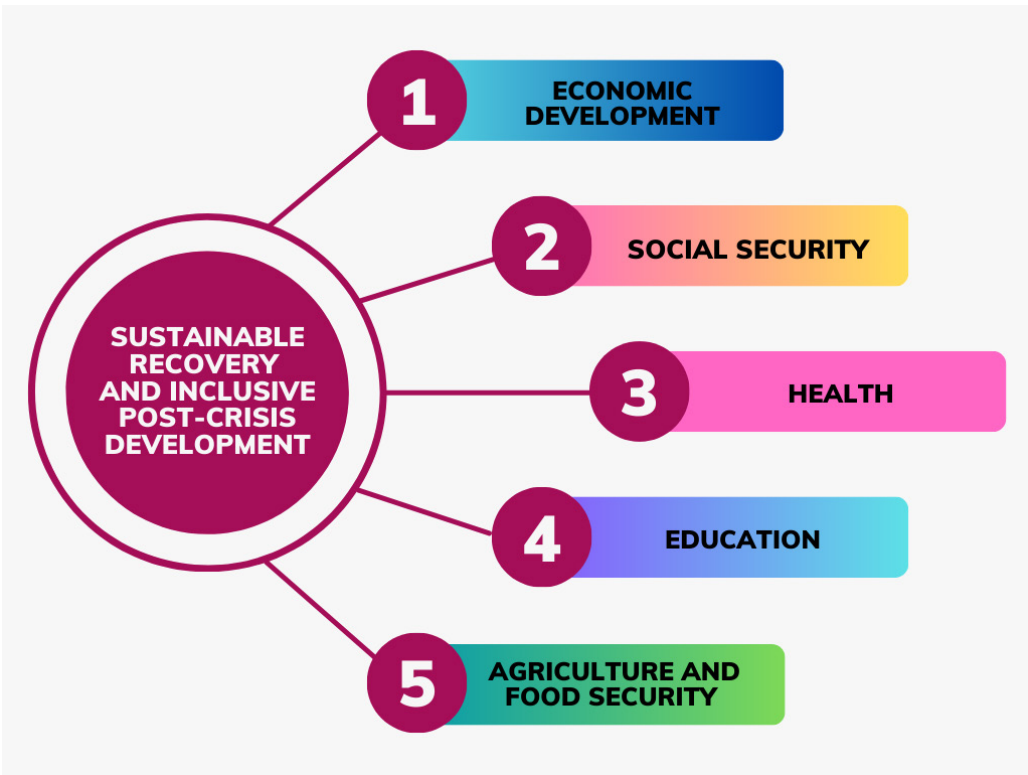 1
ECONOMIC
DEVELOPMENT
2
SOCIAL SECURITY
SUSTAINABLE
RECOVERY
AND INCLUSIVE
POST-CRISIS
DEVELOPMENT
3
HEALTH
4
EDUCATION
5
AGRICULTURE AND
FOOD SECURITY